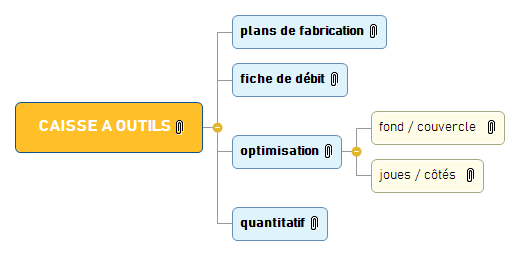 plans de fabrication
fiche de débit
CAISSE A OUTILS
optimisation
fond / couvercle
joues / côtés
quantitatif